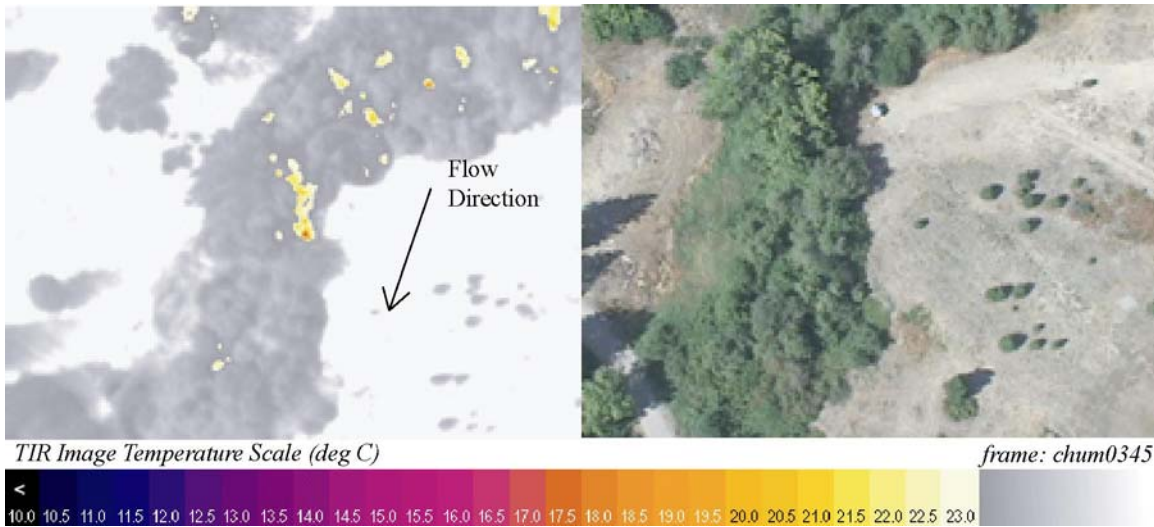 Flow
Direction
TIR Image Temperature Scale (deg C)
frame: chum0345
<
10.0 10.5 11.0 11.5 12.0 12.5 13.0 13.5 14.0 14.5 15.0 15.5 16.0 16.5 17.0 17.5 18.0 18.5 19.0 19.5 20.0 20.5 21.0 21.5 22.0 22.5 23.0